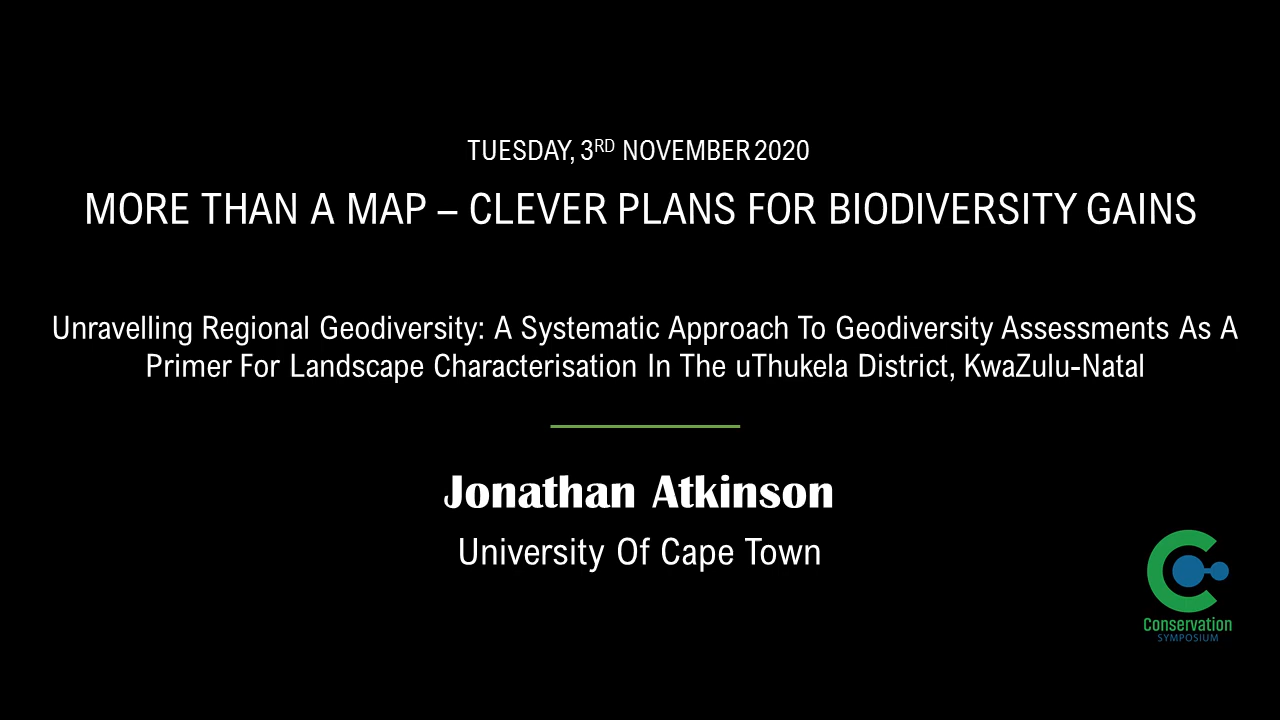 TUESDAY, 3RD NOVEMBER 2020
MORE THAN A MAP – CLEVER PLANS FOR BIODIVERSITY GAINS
Unravelling Regional Geodiversity: A Systematic Approach To Geodiversity Assessments As A
Primer For Landscape Characterisation In The uThukela District, KwaZulu-Natal
Jonathan Atkinson
University Of Cape Town
Conservation
SYMPOSIUM